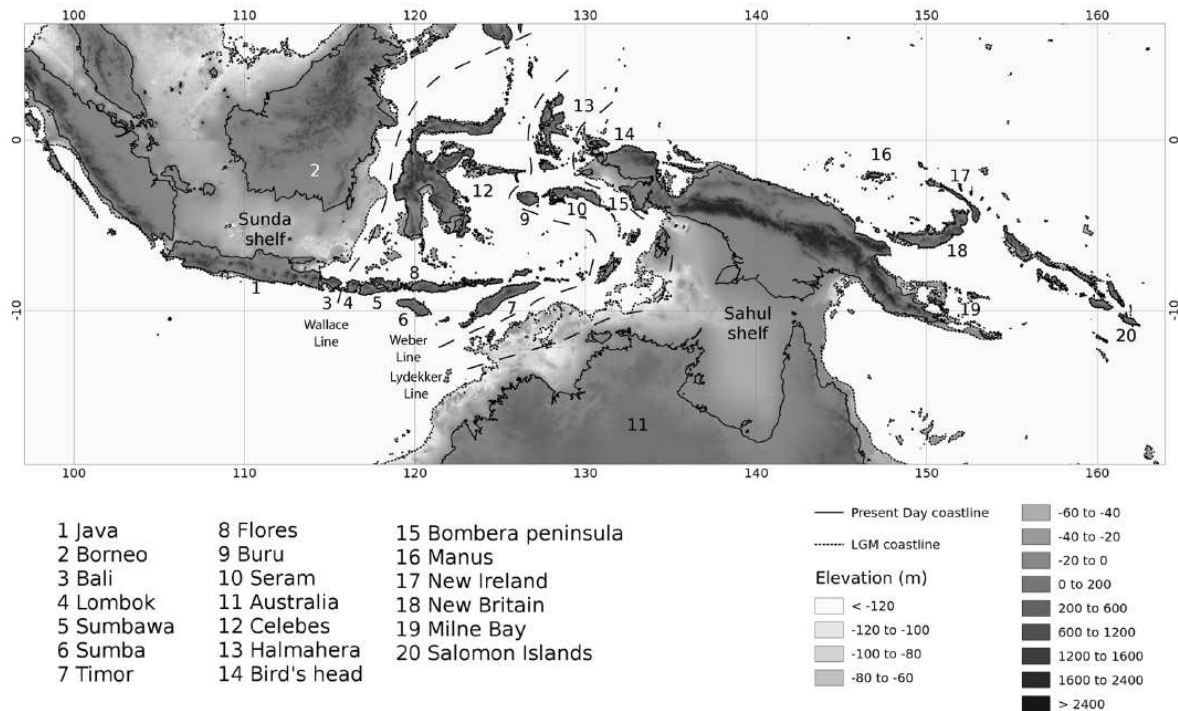 100 110 120 130 140 150 160
0 0
-10 -10
13
14
16
2
12
17
Sunda
shelf
9 10 15
18
8
1 3 4 5 7
6
Wallace
Line
Weber
Line
Lydekker
Line
Sahul
shelf
19
20
11
100 110 120 130 140 150 160
1 Java
2 Borneo
3 Bali
4 Lombok
5 Sumbawa
6 Sumba
7 Timor
8 Flores
9 Buru
10 Seram
11 Australia
12 Celebes
13 Halmahera
14 Bird's head
15 Bombera peninsula
16 Manus
17 New Ireland
18 New Britain
19 Milne Bay
20 Salomon Islands
Present Day coastline
LGM coastline
Elevation (m)
< -120
-120 to -100
-100 to -80
-80 to -60
-60 to -40
-40 to -20
-20 to 0
0 to 200
200 to 600
600 to 1200
1200 to 1600
1600 to 2400
> 2400